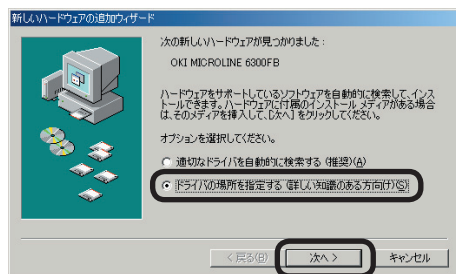 新しいハードウェアの追加ウィザード
次の新しいハードウェアが見つかりました :
OKI MICROLINE 6300FB
ハードウェアをサポートしているソフトウェアを自動的に検索して、インス
トールできます。ハードウェアに付属のインストール メディアがある場合
は、そのメディアを挿入して、[次へ] をクリックしてください。
オプションを選択してください。
適切なドライバを自動的に検索する (推奨)(A)
ドライバの場所を指定する (詳しい知識のある方向け)(S)
< 戻る(B)
次へ >
キャンセル